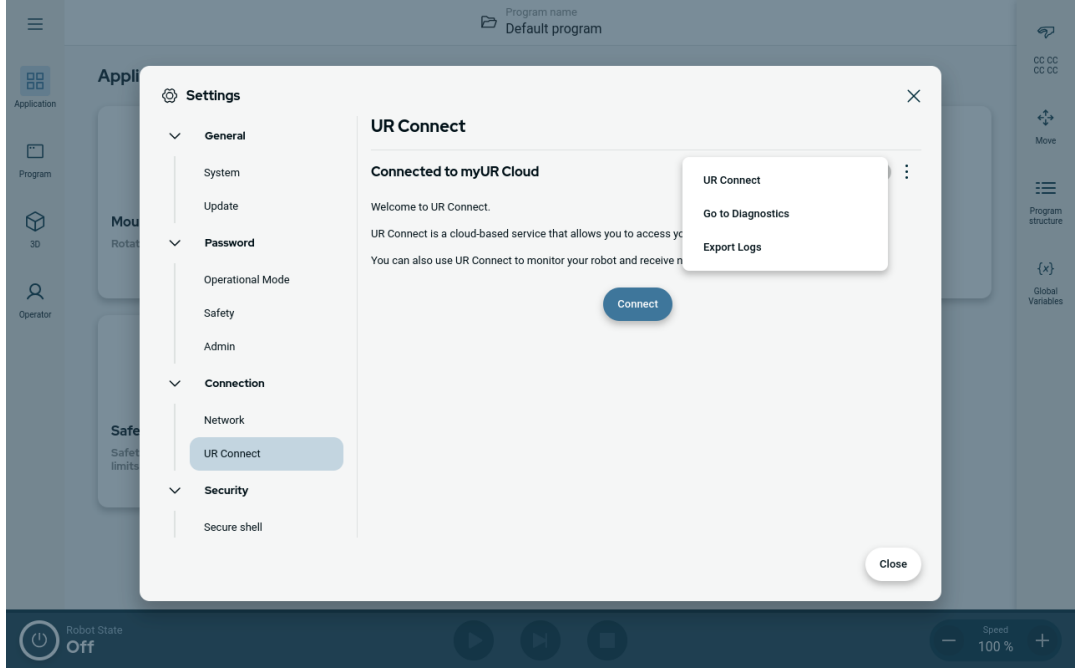 Program name
Default program
Application
Program
3D
Operator
Appli
Mou
Rotat
Safe
Safet
limits
Settings
General
System
Update
Password
Operational Mode
Safety
Admin
Connection
Network
UR Connect
Security
Secure shell
UR Connect
Connected to myUR Cloud
Welcome to UR Connect.
UR Connect is a cloud-based service that allows you to access yo
You can also use UR Connect to monitor your robot and receive n
Connect
UR Connect
Go to Diagnostics
Export Logs
Close
CC CC
CC CC
Move
Program
structure
{x}
Global
Variables
Robot State
Off
Speed
100 %